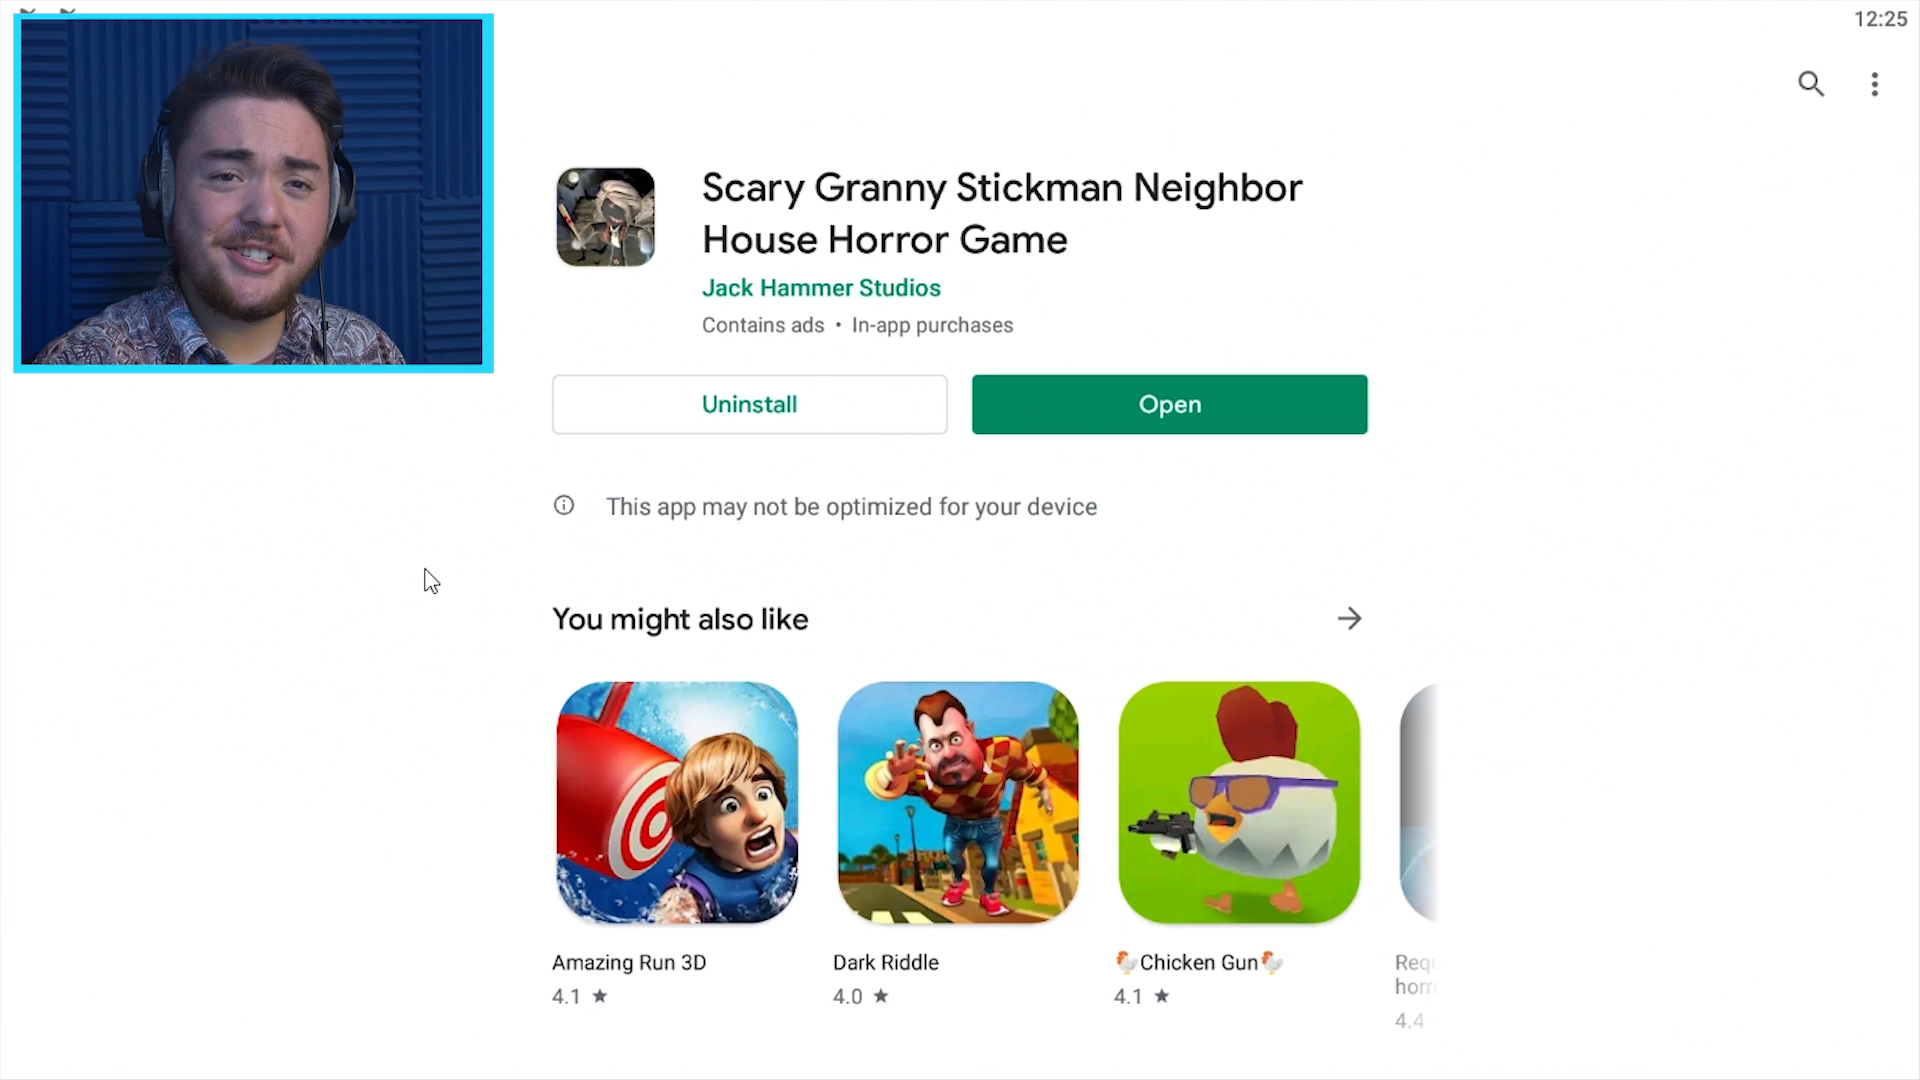 12:25
Scary Granny Stickman Neighbor
House Horror Game
Jack Hammer Studios
Contains ads • In-app purchases
Uninstall
Open
This app may not be optimized for your device
You might also like
Amazing Run 3D
4.1 ★
Dark Riddle
4.0 ★
🐓Chicken Gun🐓
4.1 ★
4.4